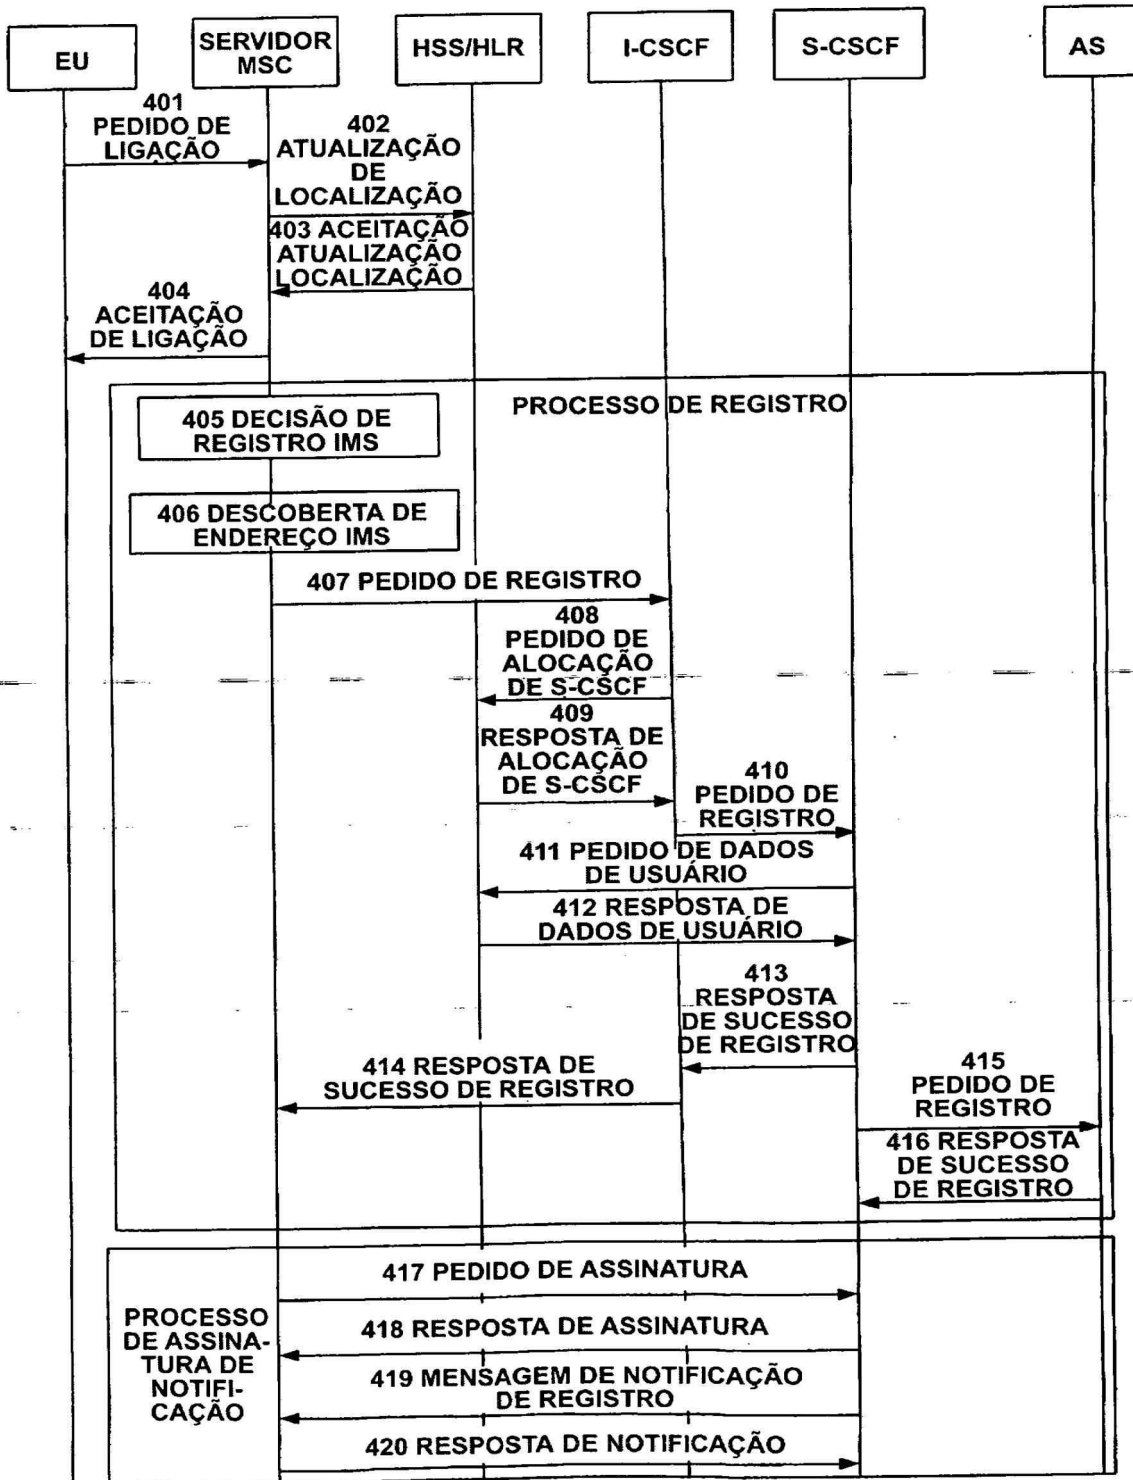 EU
SERVIDOR
MSC
HSS/HLR
I-CSCF
S-CSCF
AS
401
PEDIDO DE
LIGAÇÃO
402
ATUALIZAÇÃO
DE
LOCALIZAÇÃO
403 ACEITAÇÃO
ATUALIZAÇÃO
LOCALIZAÇÃO
404
ACEITAÇÃO
DE LIGAÇÃO
PROCESSO DE REGISTRO
405 DECISÃO DE
REGISTRO IMS
406 DESCOBERTA DE
ENDEREÇO IMS
407 PEDIDO DE REGISTRO
408
PEDIDO DE
ALOCAÇÃO
DE S-CSCF
409
RESPOSTA DE
ALOCAÇÃO
DE S-CSCF
410
PEDIDO DE
REGISTRO
411 PEDIDO DE DADOS
DE USUÁRIO
412 RESPOSTA DE
DADOS DE USUÁRIO
413
RESPOSTA
DE SUCESSO
DE REGISTRO
414 RESPOSTA DE
SUCESSO DE REGISTRO
415
PEDIDO DE
REGISTRO
416 RESPOSTA
DE SUCESSO
DE REGISTRO
PROCESSO
DE ASSINA-
TURA DE
NOTIFI-
CAÇÃO
417 PEDIDO DE ASSINATURA
418 RESPOSTA DE ASSINATURA
419 MENSAGEM DE NOTIFICAÇÃO
DE REGISTRO
420 RESPOSTA DE NOTIFICAÇÃO